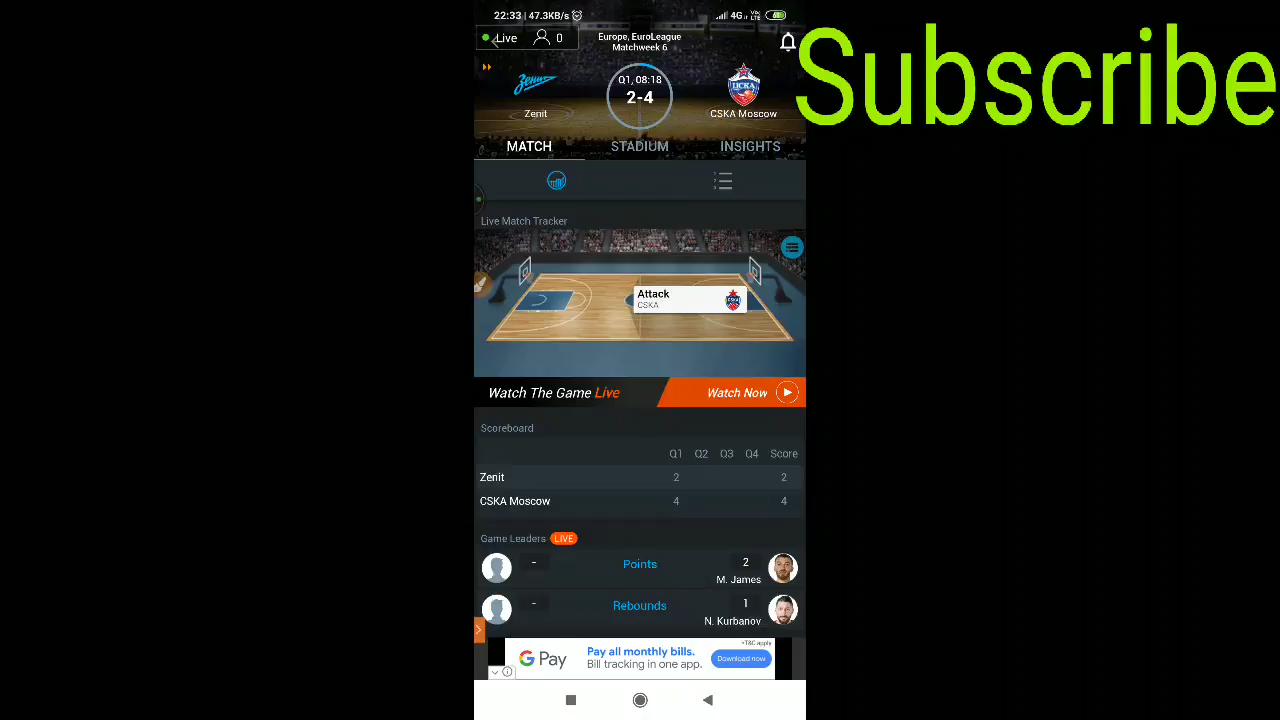 22:33 | 47.3KB/s
4G
Subscribe
Live 0
Europe, EuroLeague
Matchweek 6
Q1, 08:18
2-4
Zenit
CSKA Moscow
MATCH STADIUM INSIGHTS
Live Match Tracker
Attack
CSKA
Watch The Game Live Watch Now
Scoreboard
Q1 Q2 Q3 Q4 Score
Zenit 2 2
CSKA Moscow 4 4
Game Leaders LIVE
- Points 2
M. James
- Rebounds 1
N. Kurbanov
*T&C apply
G Pay Pay all monthly bills. Download now
Bill tracking in one app.